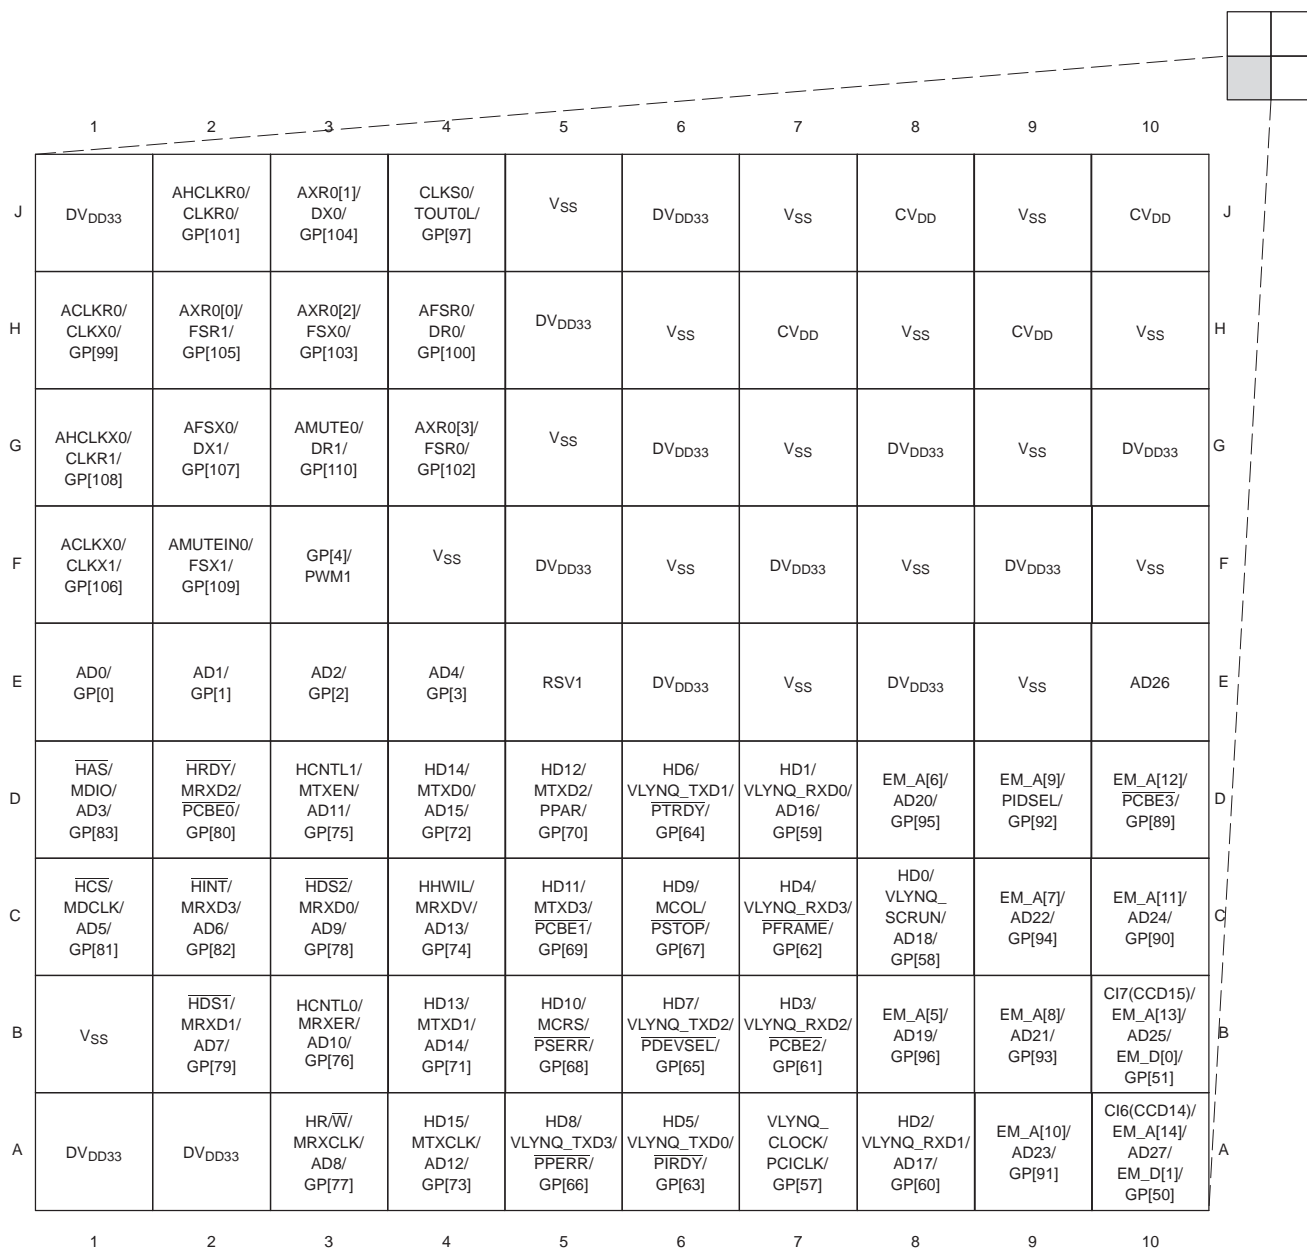 1 2 3 4 5 6 7 8 9 10
J
DVDD33
AHCLKR0/
CLKR0/
GP[101]
AXR0[1]/
DX0/
GP[104]
CLKS0/
TOUT0L/
GP[97]
VSS
DVDD33
VSS
CVDD
VSS
CVDD
J
H
ACLKR0/
CLKX0/
GP[99]
AXR0[0]/
FSR1/
GP[105]
AXR0[2]/
FSX0/
GP[103]
AFSR0/
DR0/
GP[100]
DVDD33
VSS
CVDD
VSS
CVDD
VSS
H
G
AHCLKX0/
CLKR1/
GP[108]
AFSX0/
DX1/
GP[107]
AMUTE0/
DR1/
GP[110]
AXR0[3]/
FSR0/
GP[102]
VSS
DVDD33
VSS
DVDD33
VSS
DVDD33
G
F
ACLKX0/
CLKX1/
GP[106]
AMUTEIN0/
FSX1/
GP[109]
GP[4]/
PWM1
VSS
DVDD33
VSS
DVDD33
VSS
DVDD33
VSS
F
E
AD0/
GP[0]
AD1/
GP[1]
AD2/
GP[2]
AD4/
GP[3]
RSV1
DVDD33
VSS
DVDD33
VSS
AD26
E
D
HAS/
MDIO/
AD3/
GP[83]
HRDY/
MRXD2/
PCBE0/
GP[80]
HCNTL1/
MTXEN/
AD11/
GP[75]
HD14/
MTXD0/
AD15/
GP[72]
HD12/
MTXD2/
PPAR/
GP[70]
HD6/
VLYNQ_TXD1/
PTRDY/
GP[64]
HD1/
VLYNQ_RXD0/
AD16/
GP[59]
EM_A[6]/
AD20/
GP[95]
EM_A[9]/
PIDSEL/
GP[92]
EM_A[12]/
PCBE3/
GP[89]
D
C
HCS/
MDCLK/
AD5/
GP[81]
HINT/
MRXD3/
AD6/
GP[82]
HDS2/
MRXD0/
AD9/
GP[78]
HHWIL/
MRXDV/
AD13/
GP[74]
HD11/
MTXD3/
PCBE1/
GP[69]
HD9/
MCOL/
PSTOP/
GP[67]
HD4/
VLYNQ_RXD3/
PFRAME/
GP[62]
HD0/
VLYNQ_
SCRUN/
AD18/
GP[58]
EM_A[7]/
AD22/
GP[94]
EM_A[11]/
AD24/
GP[90]
C
B
VSS
HDS1/
MRXD1/
AD7/
GP[79]
HCNTL0/
MRXER/
AD10/
GP[76]
HD13/
MTXD1/
AD14/
GP[71]
HD10/
MCRS/
PSERR/
GP[68]
HD7/
VLYNQ_TXD2/
PDEVSEL/
GP[65]
HD3/
VLYNQ_RXD2/
PCBE2/
GP[61]
EM_A[5]/
AD19/
GP[96]
EM_A[8]/
AD21/
GP[93]
CI7(CCD15)/
EM_A[13]/
AD25/
EM_D[0]/
GP[51]
B
A
DVDD33
DVDD33
HR/W/
MRXCLK/
AD8/
GP[77]
HD15/
MTXCLK/
AD12/
GP[73]
HD8/
VLYNQ_TXD3/
PPERR/
GP[66]
HD5/
VLYNQ_TXD0/
PIRDY/
GP[63]
VLYNQ_
CLOCK/
PCICLK/
GP[57]
HD2/
VLYNQ_RXD1/
AD17/
GP[60]
EM_A[10]/
AD23/
GP[91]
CI6(CCD14)/
EM_A[14]/
AD27/
EM_D[1]/
GP[50]
A
1 2 3 4 5 6 7 8 9 10